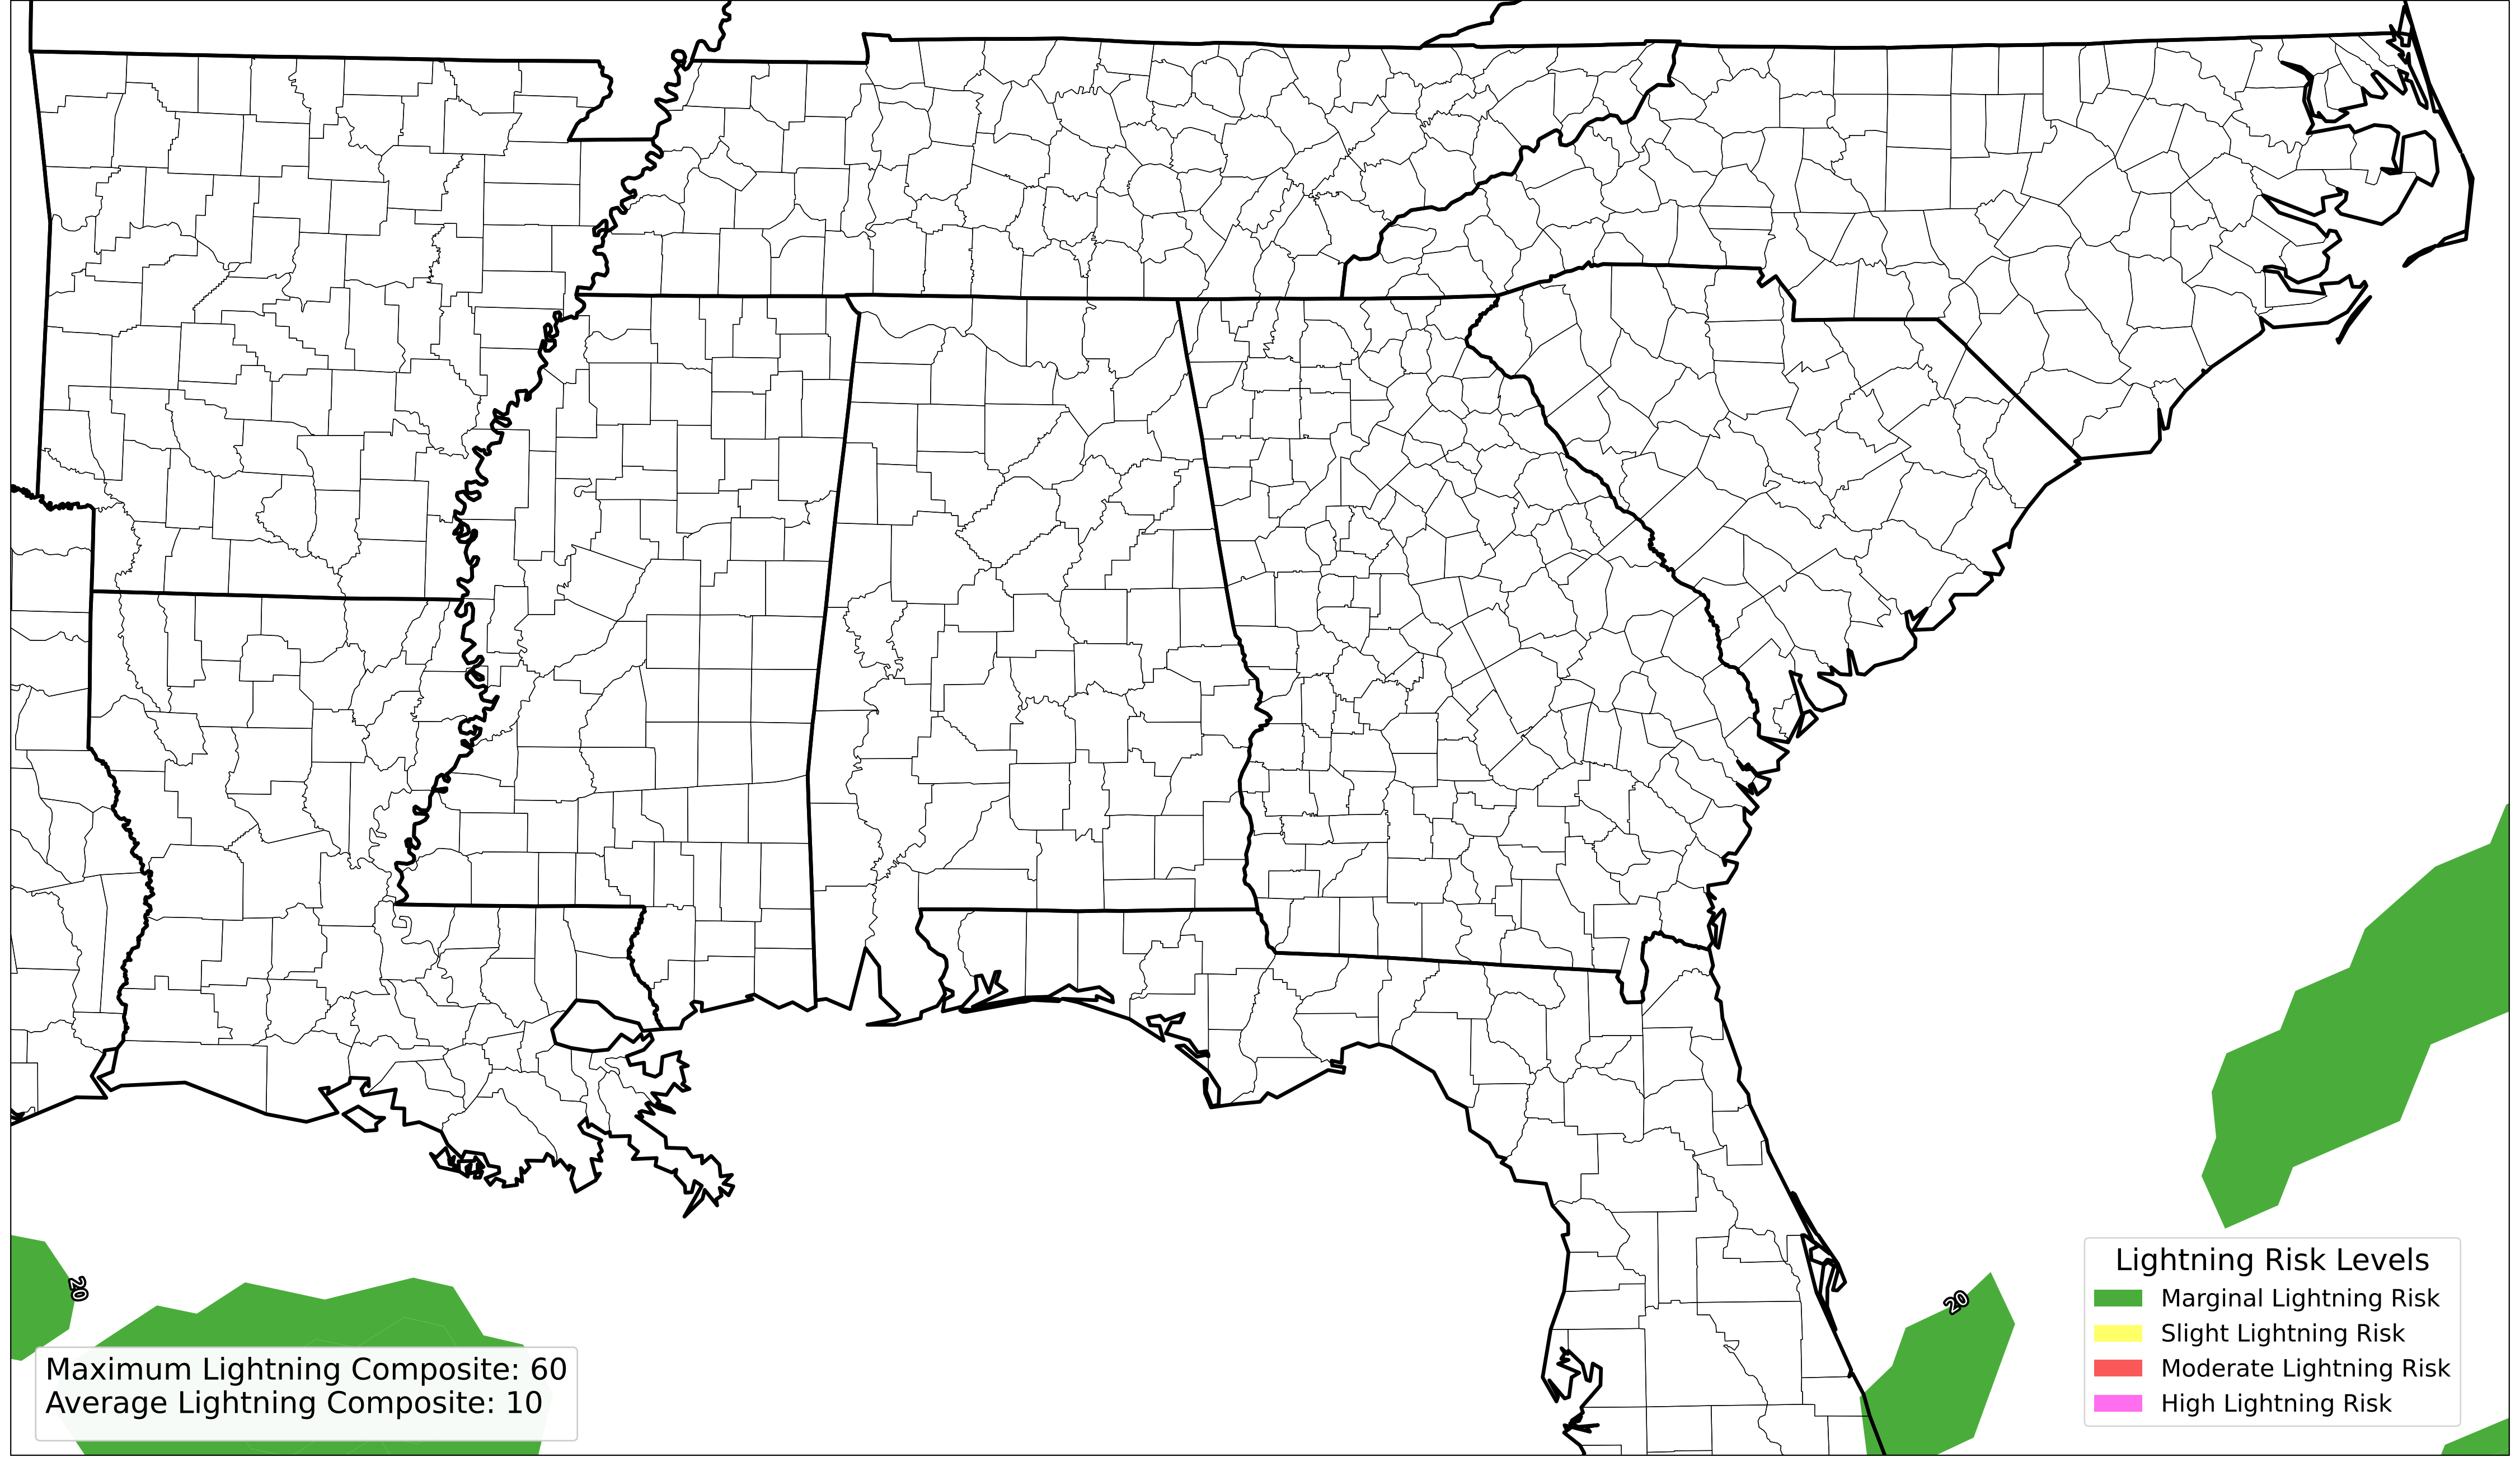 20
20
Maximum Lightning Composite: 60
Average Lightning Composite: 10
Lightning Risk Levels
Marginal Lightning Risk
Slight Lightning Risk
Moderate Lightning Risk
High Lightning Risk